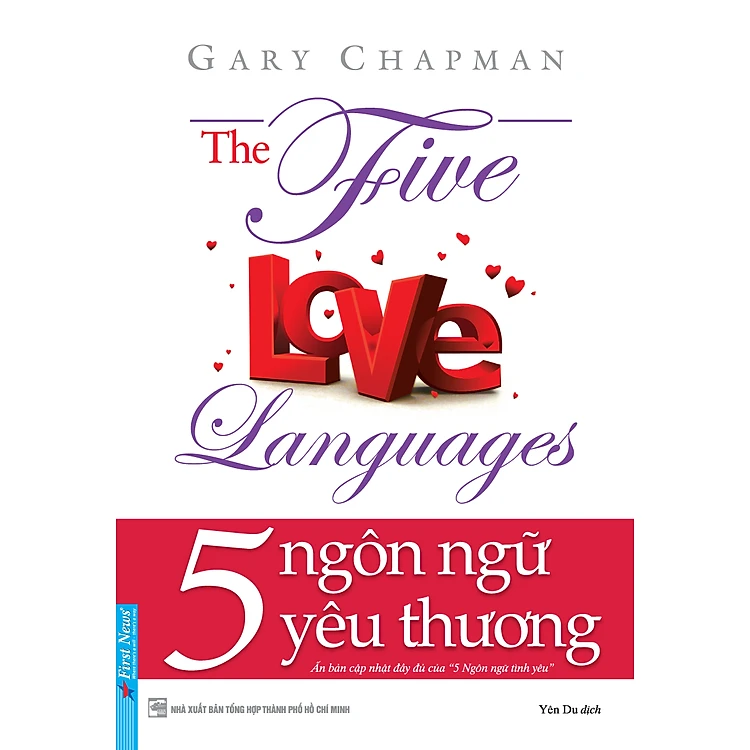 GARY CHAPMAN
The Five
LOVE
Languages
5 ngôn ngữ
yêu thương
Ấn bản cập nhật đầy đủ của “5 Ngôn ngữ tình yêu”
First News®
NHÀ XUẤT BẢN TỔNG HỢP THÀNH PHỐ HỒ CHÍ MINH
Yên Du dịch